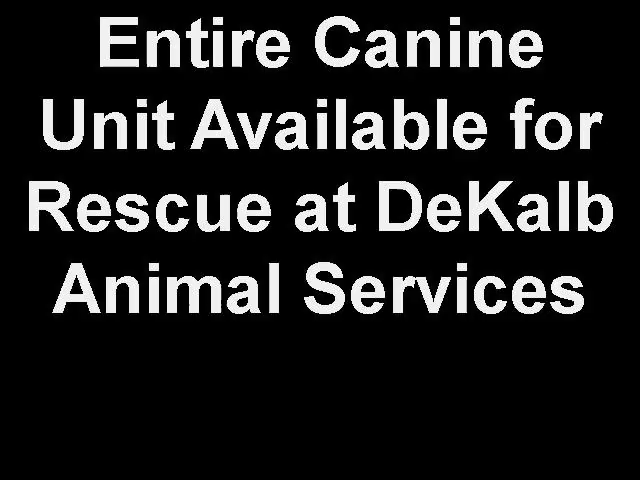 Entire Canine
Unit Available for
Rescue at DeKalb
Animal Services